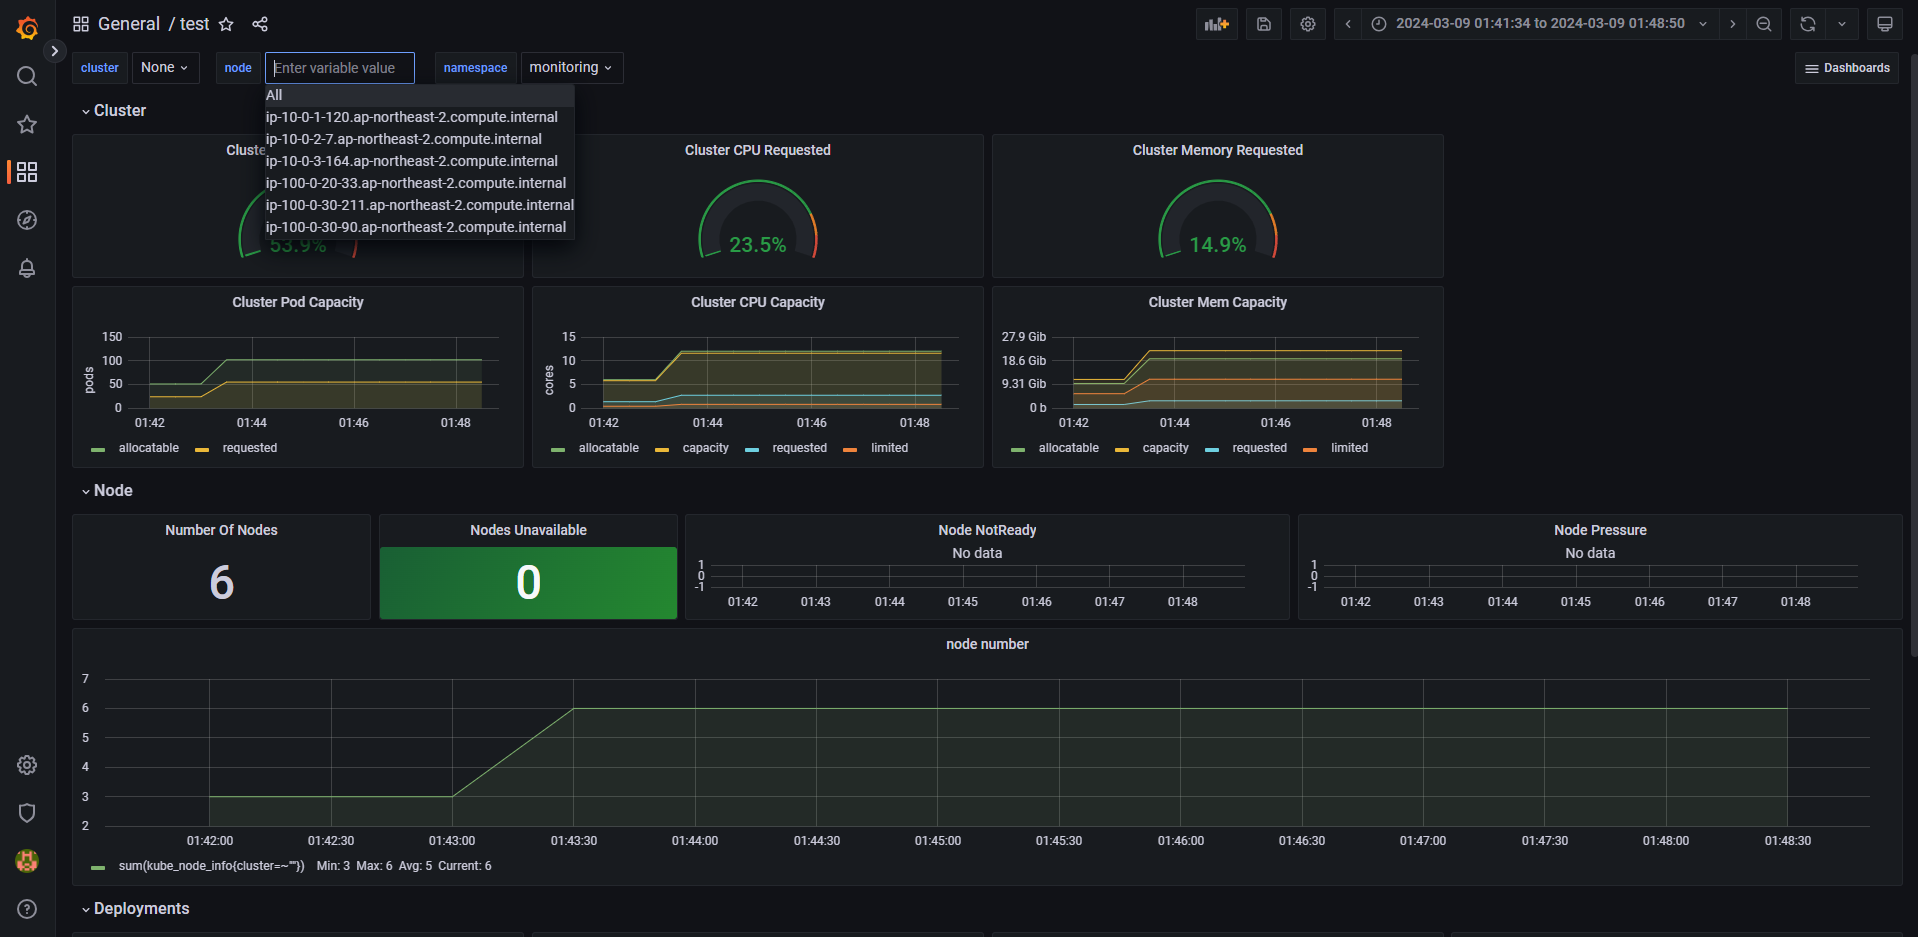 General / test
2024-03-09 01:41:34 to 2024-03-09 01:48:50
cluster None node Enter variable value namespace monitoring Dashboards
All
ip-10-0-1-120.ap-northeast-2.compute.internal
ip-10-0-2-7.ap-northeast-2.compute.internal
ip-10-0-3-164.ap-northeast-2.compute.internal
ip-100-0-20-33.ap-northeast-2.compute.internal
ip-100-0-30-211.ap-northeast-2.compute.internal
ip-100-0-30-90.ap-northeast-2.compute.internal
Cluster
Cluste
53.9%
Cluster CPU Requested
23.5%
Cluster Memory Requested
14.9%
Cluster Pod Capacity
pods
150
100
50
0
01:42 01:44 01:46 01:48
allocatable requested
Cluster CPU Capacity
cores
15
10
5
0
01:42 01:44 01:46 01:48
allocatable capacity requested limited
Cluster Mem Capacity
27.9 Gib
18.6 Gib
9.31 Gib
0 b
01:42 01:44 01:46 01:48
allocatable capacity requested limited
Node
Number Of Nodes
6
Nodes Unavailable
0
Node NotReady
No data
1
0
-1
01:42 01:43 01:44 01:45 01:46 01:47 01:48
Node Pressure
No data
1
0
-1
01:42 01:43 01:44 01:45 01:46 01:47 01:48
node number
7
6
5
4
3
2
01:42:00 01:42:30 01:43:00 01:43:30 01:44:00 01:44:30 01:45:00 01:45:30 01:46:00 01:46:30 01:47:00 01:47:30 01:48:00 01:48:30
sum(kube_node_info{cluster=~""}) Min: 3 Max: 6 Avg: 5 Current: 6
Deployments